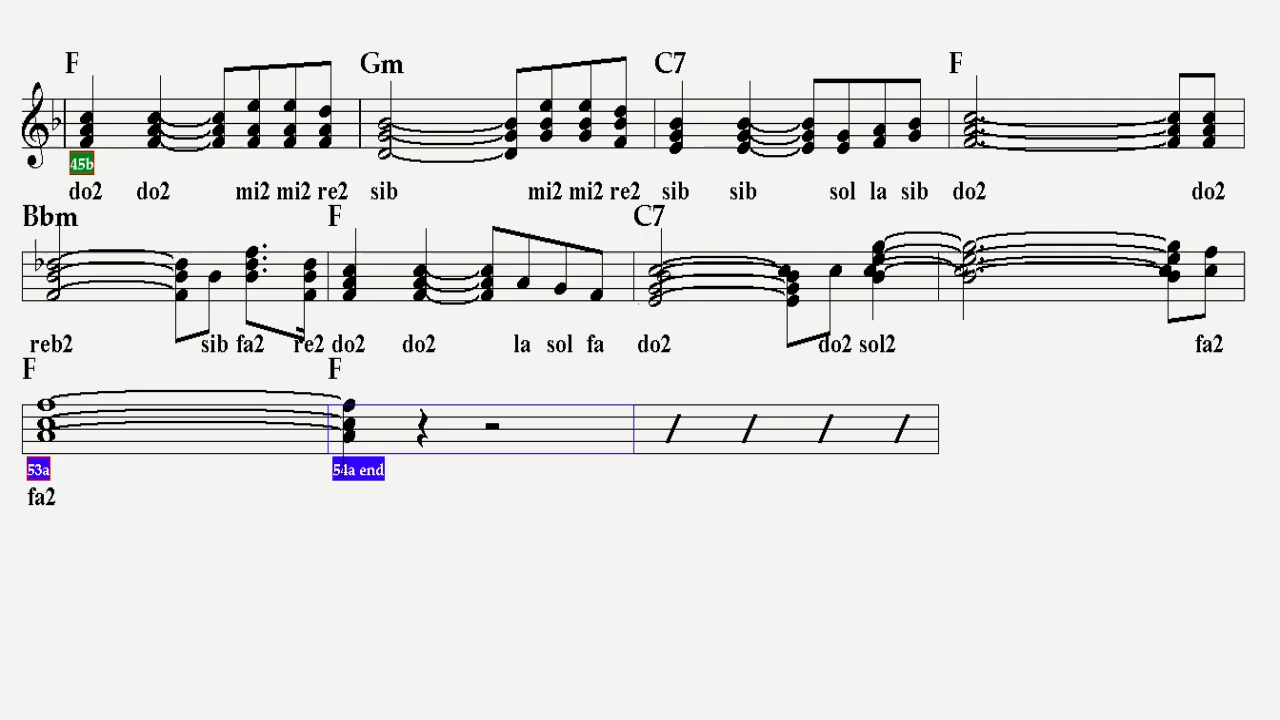 F Gm C7 F
45b
do2 do2 mi2 mi2 re2 sib mi2 mi2 re2 sib sib sol la sib do2 do2
Bbm F C7
reb2 sib fa2 re2 do2 do2 la sol fa do2 do2 sol2 fa2
F F
53a 54a end
fa2